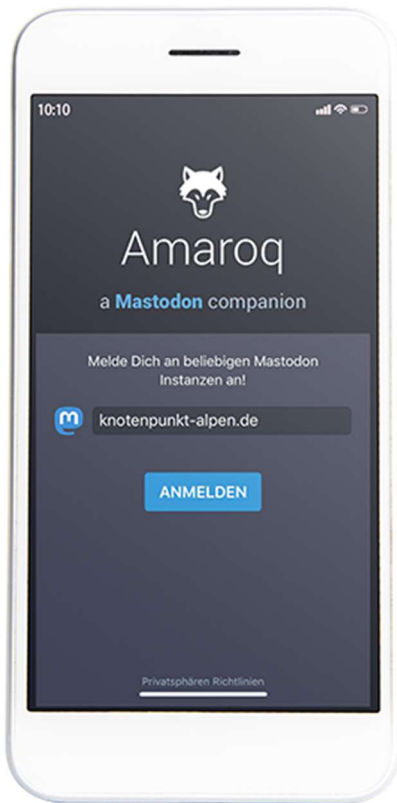 10:10
Amaroq
a Mastodon companion
Melde Dich an beliebigen Mastodon
Instanzen an!
knotenpunkt-alpen.de
ANMELDEN
Privatsphären Richtlinien